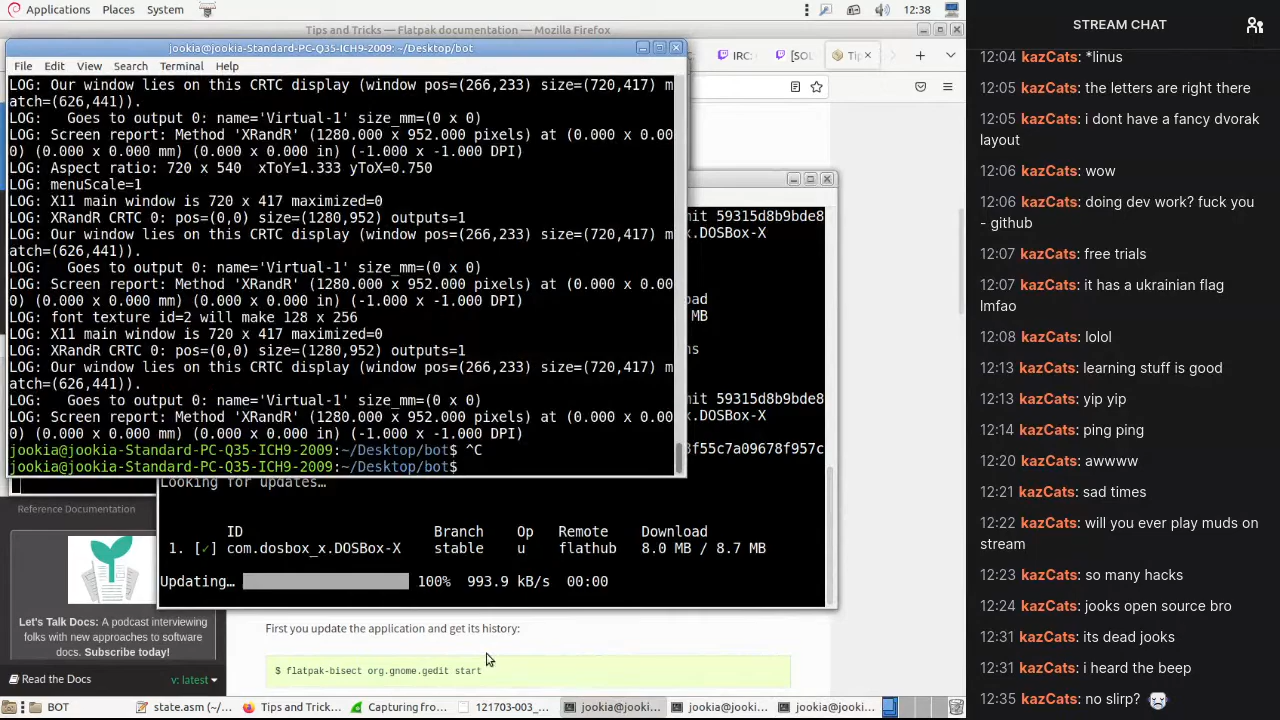 Applications Places System 12:38
Tips and Tricks — Flatpak documentation — Mozilla Firefox
jookia@jookia-Standard-PC-Q35-ICH9-2009: ~/Desktop/bot
File Edit View Search Terminal Help
IRC: [SOL Tip
LOG: Our window lies on this CRTC display (window pos=(266,233) size=(720,417) m
atch=(626,441)).
LOG:   Goes to output 0: name='Virtual-1' size_mm=(0 x 0)
LOG: Screen report: Method 'XRandR' (1280.000 x 952.000 pixels) at (0.000 x 0.00
0) (0.000 x 0.000 mm) (0.000 x 0.000 in) (-1.000 x -1.000 DPI)
LOG: Aspect ratio: 720 x 540  xToY=1.333 yToX=0.750
LOG: menuScale=1
LOG: X11 main window is 720 x 417 maximized=0
LOG: XRandR CRTC 0: pos=(0,0) size=(1280,952) outputs=1
LOG: Our window lies on this CRTC display (window pos=(266,233) size=(720,417) m
atch=(626,441)).
LOG:   Goes to output 0: name='Virtual-1' size_mm=(0 x 0)
LOG: Screen report: Method 'XRandR' (1280.000 x 952.000 pixels) at (0.000 x 0.00
0) (0.000 x 0.000 mm) (0.000 x 0.000 in) (-1.000 x -1.000 DPI)
LOG: font texture id=2 will make 128 x 256
LOG: X11 main window is 720 x 417 maximized=0
LOG: XRandR CRTC 0: pos=(0,0) size=(1280,952) outputs=1
LOG: Our window lies on this CRTC display (window pos=(266,233) size=(720,417) m
atch=(626,441)).
LOG:   Goes to output 0: name='Virtual-1' size_mm=(0 x 0)
LOG: Screen report: Method 'XRandR' (1280.000 x 952.000 pixels) at (0.000 x 0.00
0) (0.000 x 0.000 mm) (0.000 x 0.000 in) (-1.000 x -1.000 DPI)
jookia@jookia-Standard-PC-Q35-ICH9-2009:~/Desktop/bot$ ^C
jookia@jookia-Standard-PC-Q35-ICH9-2009:~/Desktop/bot$
mit 59315d8b9bde8
x.DOSBox-X
oad
MB
ns
mit 59315d8b9bde8
x.DOSBox-X
8f55c7a09678f957c
Looking for updates…
ID Branch Op Remote Download
1. [✓] com.dosbox_x.DOSBox-X stable u flathub 8.0 MB / 8.7 MB
Updating… 100% 993.9 kB/s 00:00
Reference Documentation
Let's Talk Docs: A podcast interviewing
folks with new approaches to software
docs. Subscribe today!
Read the Docs v: latest
First you update the application and get its history:
$ flatpak-bisect org.gnome.gedit start
BOT state.asm (~/… Tips and Tricks… Capturing fro… 121703-003_… jookia@jooki… jookia@jooki… jookia@jooki…
STREAM CHAT
12:04 kazCats: *linus
12:05 kazCats: the letters are right there
12:05 kazCats: i dont have a fancy dvorak
layout
12:06 kazCats: wow
12:06 kazCats: doing dev work? fuck you
- github
12:07 kazCats: free trials
12:07 kazCats: it has a ukrainian flag
lmfao
12:08 kazCats: lolol
12:13 kazCats: learning stuff is good
12:13 kazCats: yip yip
12:14 kazCats: ping ping
12:20 kazCats: awwww
12:21 kazCats: sad times
12:22 kazCats: will you ever play muds on
stream
12:23 kazCats: so many hacks
12:24 kazCats: jooks open source bro
12:31 kazCats: its dead jooks
12:31 kazCats: i heard the beep
12:35 kazCats: no slirp?